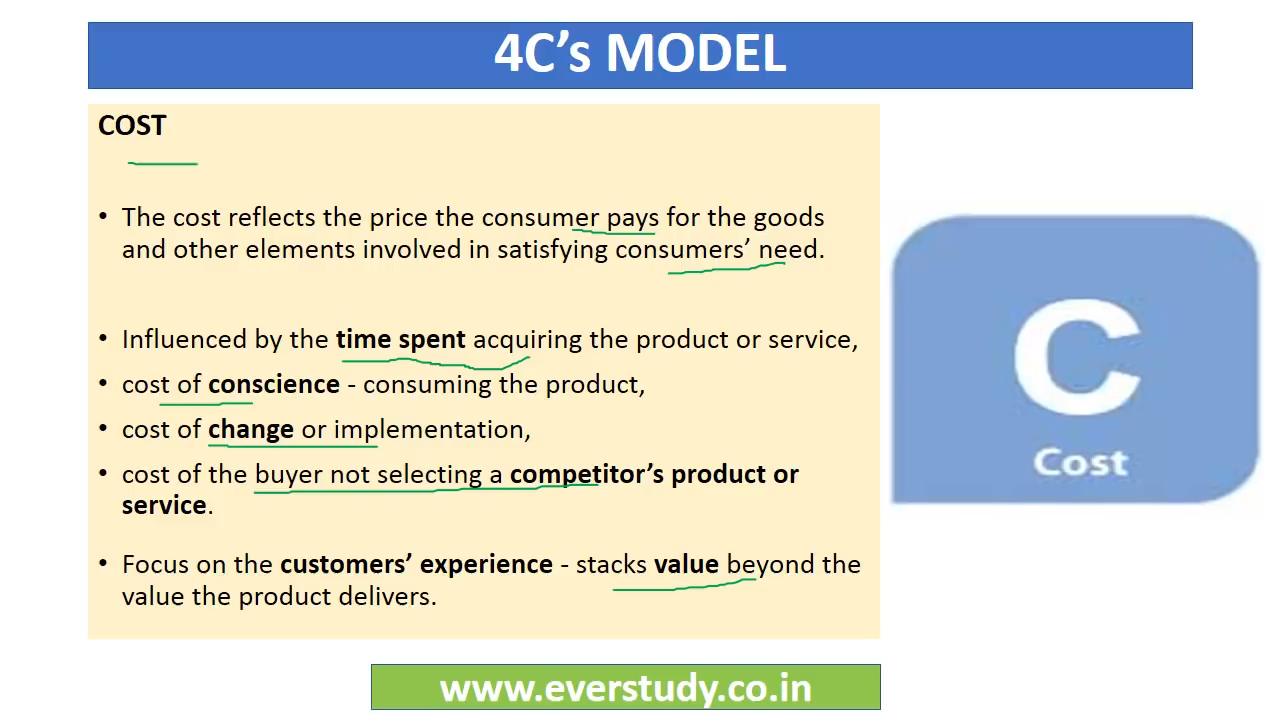 4C’s MODEL
COST
• The cost reflects the price the consumer pays for the goods
and other elements involved in satisfying consumers’ need.
• Influenced by the time spent acquiring the product or service,
• cost of conscience - consuming the product,
• cost of change or implementation,
• cost of the buyer not selecting a competitor’s product or
service.
• Focus on the customers’ experience - stacks value beyond the
value the product delivers.
C
Cost
www.everstudy.co.in